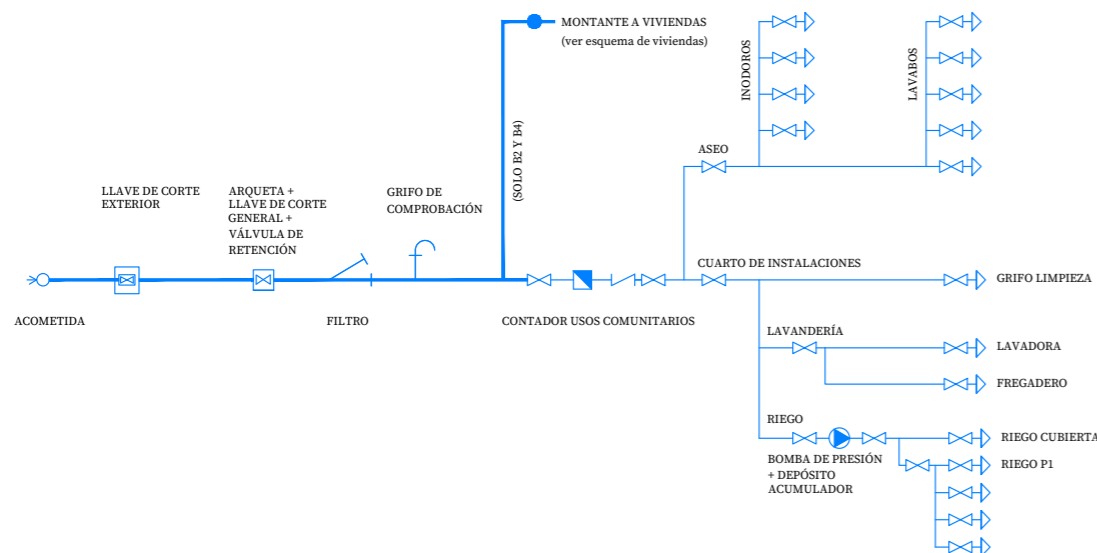 MONTANTE A VIVIENDAS
(ver esquema de viviendas)
INODOROS
LAVABOS
(SOLO B2 Y B4)
ASEO
LLAVE DE CORTE
EXTERIOR
ARQUETA +
LLAVE DE CORTE
GENERAL +
VÁLVULA DE
RETENCIÓN
GRIFO DE
COMPROBACIÓN
CUARTO DE INSTALACIONES
GRIFO LIMPIEZA
ACOMETIDA
FILTRO
CONTADOR USOS COMUNITARIOS
LAVANDERÍA
LAVADORA
FREGADERO
RIEGO
RIEGO CUBIERTA
BOMBA DE PRESIÓN
+ DEPÓSITO
ACUMULADOR
RIEGO P1